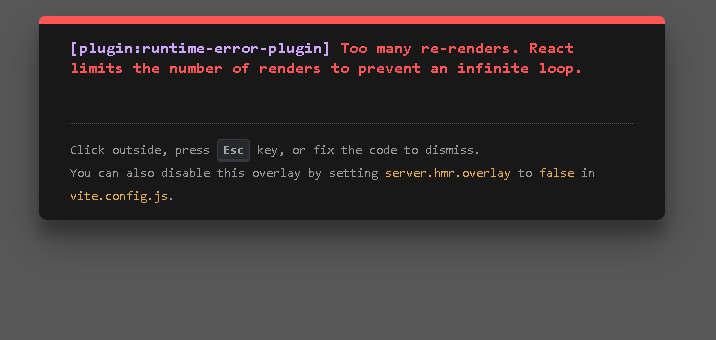 [plugin:runtime-error-plugin] Too many re-renders. React
limits the number of renders to prevent an infinite loop.
Click outside, press Esc key, or fix the code to dismiss.
You can also disable this overlay by setting server.hmr.overlay to false in
vite.config.js.